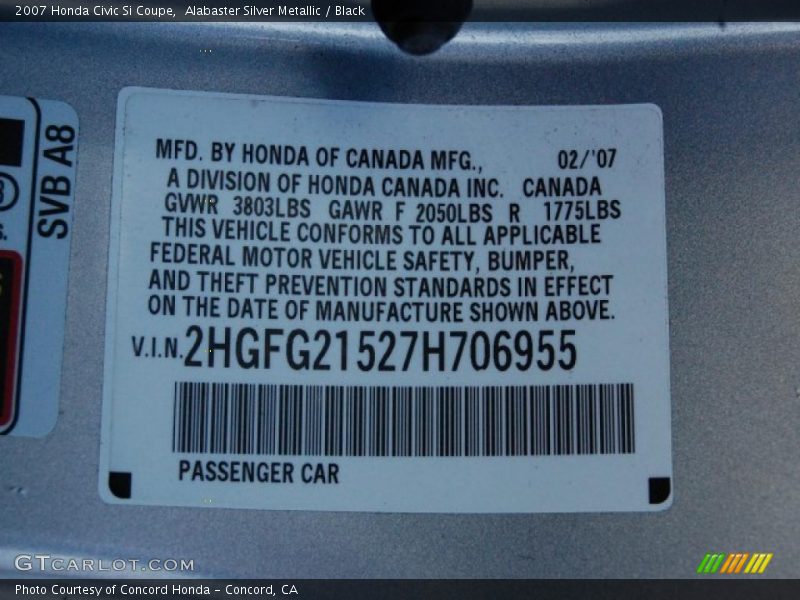 2007 Honda Civic Si Coupe, Alabaster Silver Metallic / Black
SVB A8
MFD. BY HONDA OF CANADA MFG., 02/'07
A DIVISION OF HONDA CANADA INC. CANADA
GVWR 3803LBS GAWR F 2050LBS R 1775LBS
THIS VEHICLE CONFORMS TO ALL APPLICABLE
FEDERAL MOTOR VEHICLE SAFETY, BUMPER,
AND THEFT PREVENTION STANDARDS IN EFFECT
ON THE DATE OF MANUFACTURE SHOWN ABOVE.
V.I.N. 2HGFG21527H706955
PASSENGER CAR
GTCARLOT.COM
Photo Courtesy of Concord Honda - Concord, CA